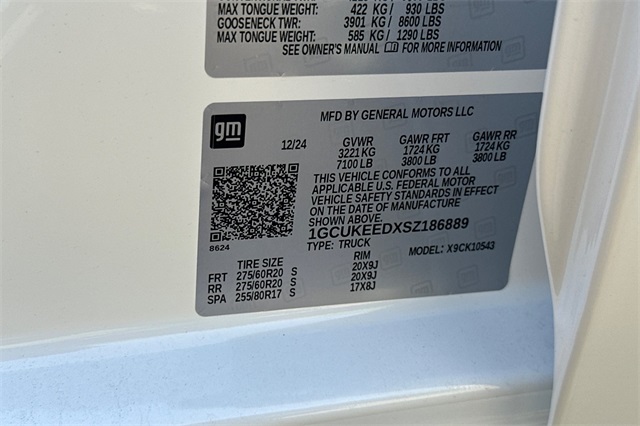 422 KG / 930 LBS
MAX TONGUE WEIGHT:
GOOSENECK TWR: 3901 KG / 8600 LBS
MAX TONGUE WEIGHT: 585 KG / 1290 LBS
SEE OWNER'S MANUAL FOR MORE INFORMATION
gm
MFD BY GENERAL MOTORS LLC
12/24 GVWR GAWR FRT GAWR RR
3221 KG 1724 KG 1724 KG
7100 LB 3800 LB 3800 LB
THIS VEHICLE CONFORMS TO ALL
APPLICABLE U.S. FEDERAL MOTOR
VEHICLE SAFETY STANDARDS IN EFFECT
ON THE DATE OF MANUFACTURE
SHOWN ABOVE.
1GCUKEEDXSZ186889
8624
TYPE: TRUCK MODEL: X9CK10543
TIRE SIZE RIM
FRT 275/60R20 S 20X9J
RR 275/60R20 S 20X9J
SPA 255/80R17 S 17X8J